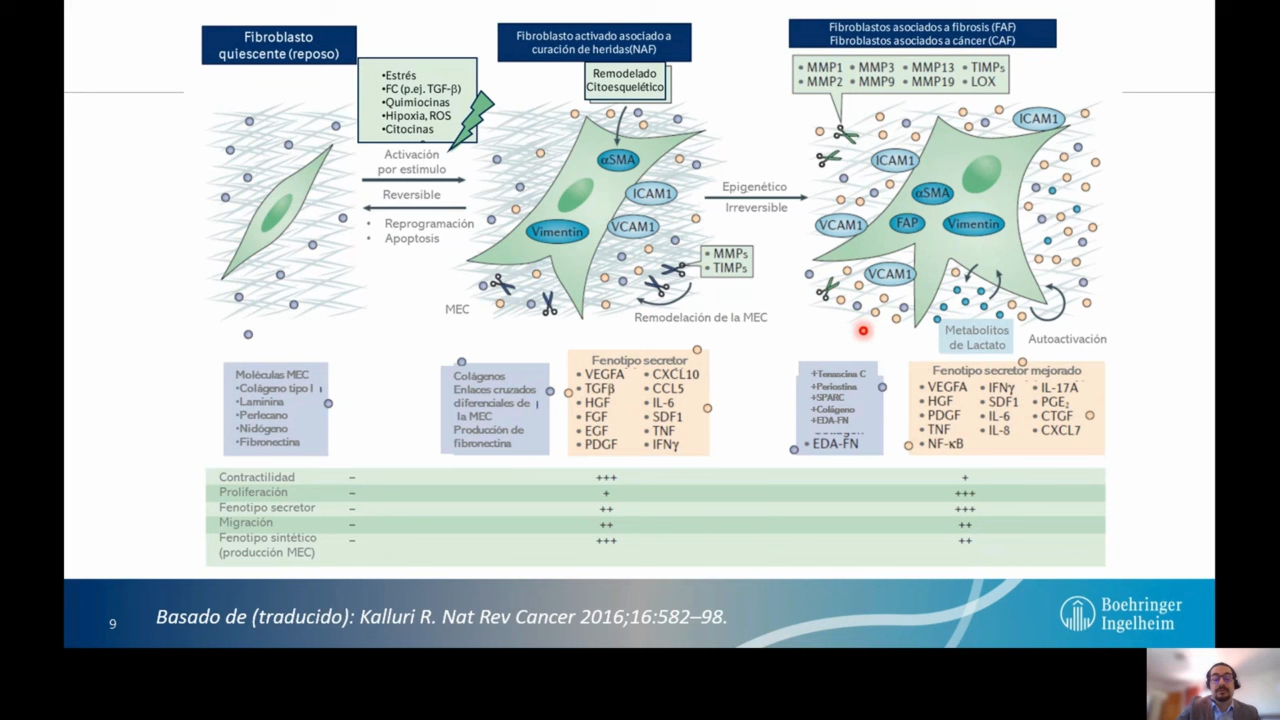 Fibroblasto
quiescente (reposo)
•Estrés
•FC (p.ej. TGF-β)
•Quimiocinas
•Hipoxia, ROS
•Citocinas
Activación
por estimulo
Reversible
• Reprogramación
• Apoptosis
Fibroblasto activado asociado a
curación de heridas(NAF)
Remodelado
Citoesquelético
αSMA
ICAM1
VCAM1
Vimentin
• MMPs
• TIMPs
MEC
Remodelación de la MEC
Epigenético
Irreversible
Fibroblastos asociados a fibrosis (FAF)
Fibroblastos asociados a cáncer (CAF)
• MMP1 • MMP3 • MMP13 • TIMPs
• MMP2 • MMP9 • MMP19 • LOX
ICAM1
ICAM1
αSMA
VCAM1
FAP
Vimentin
VCAM1
Metabolitos
de Lactato
Autoactivación
Moléculas MEC
•Colágeno tipo I
•Laminina
•Perlecano
•Nidógeno
•Fibronectina
Colágenos
Enlaces cruzados
diferenciales de
la MEC
Producción de
fibronectina
Fenotipo secretor
• VEGFA • CXCL10
• TGFβ • CCL5
• HGF • IL-6
• FGF • SDF1
• EGF • TNF
• PDGF • IFNγ
+Tenascina C
+Periostina
+SPARC
+Colágeno
+EDA-FN
• EDA-FN
Fenotipo secretor mejorado
• VEGFA • IFNγ • IL-17A
• HGF • SDF1 • PGE₂
• PDGF • IL-6 • CTGF
• TNF • IL-8 • CXCL7
• NF-κB
Contractilidad – +++ +
Proliferación – + +++
Fenotipo secretor – ++ +++
Migración – ++ ++
Fenotipo sintético – +++ ++
(producción MEC)
9
Basado de (traducido): Kalluri R. Nat Rev Cancer 2016;16:582–98.
Boehringer
Ingelheim